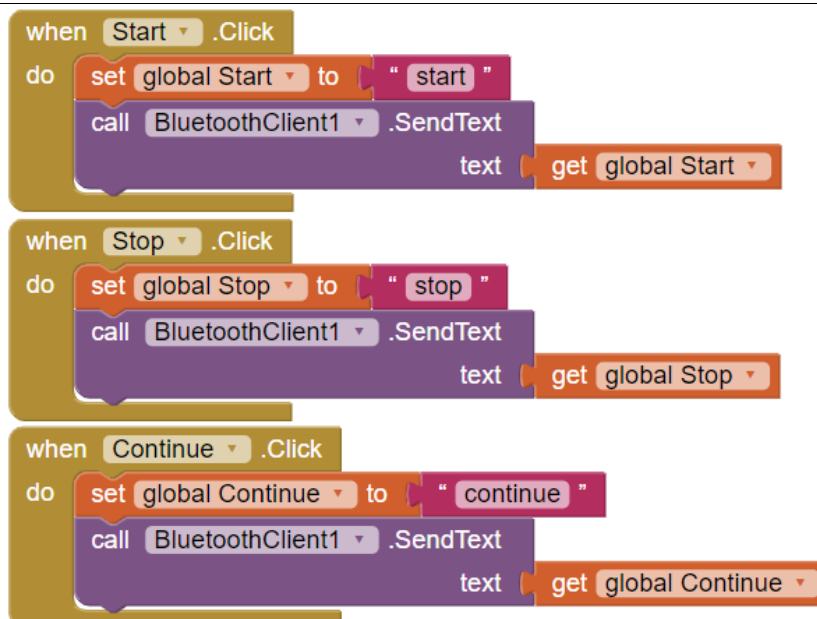 when Start .Click
do set global Start to " start "
call BluetoothClient1 .SendText
text get global Start
when Stop .Click
do set global Stop to " stop "
call BluetoothClient1 .SendText
text get global Stop
when Continue .Click
do set global Continue to " continue "
call BluetoothClient1 .SendText
text get global Continue